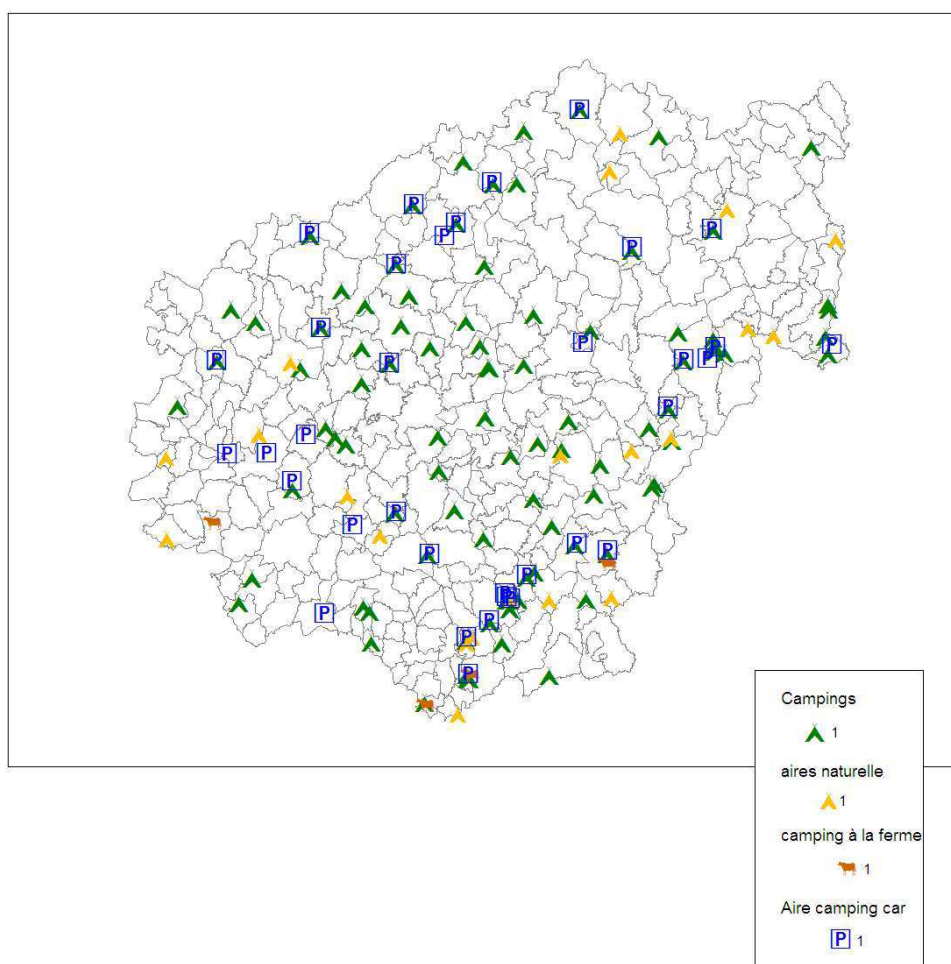 Campings
1
aires naturelle
1
camping à la ferme
1
Aire camping car
P 1